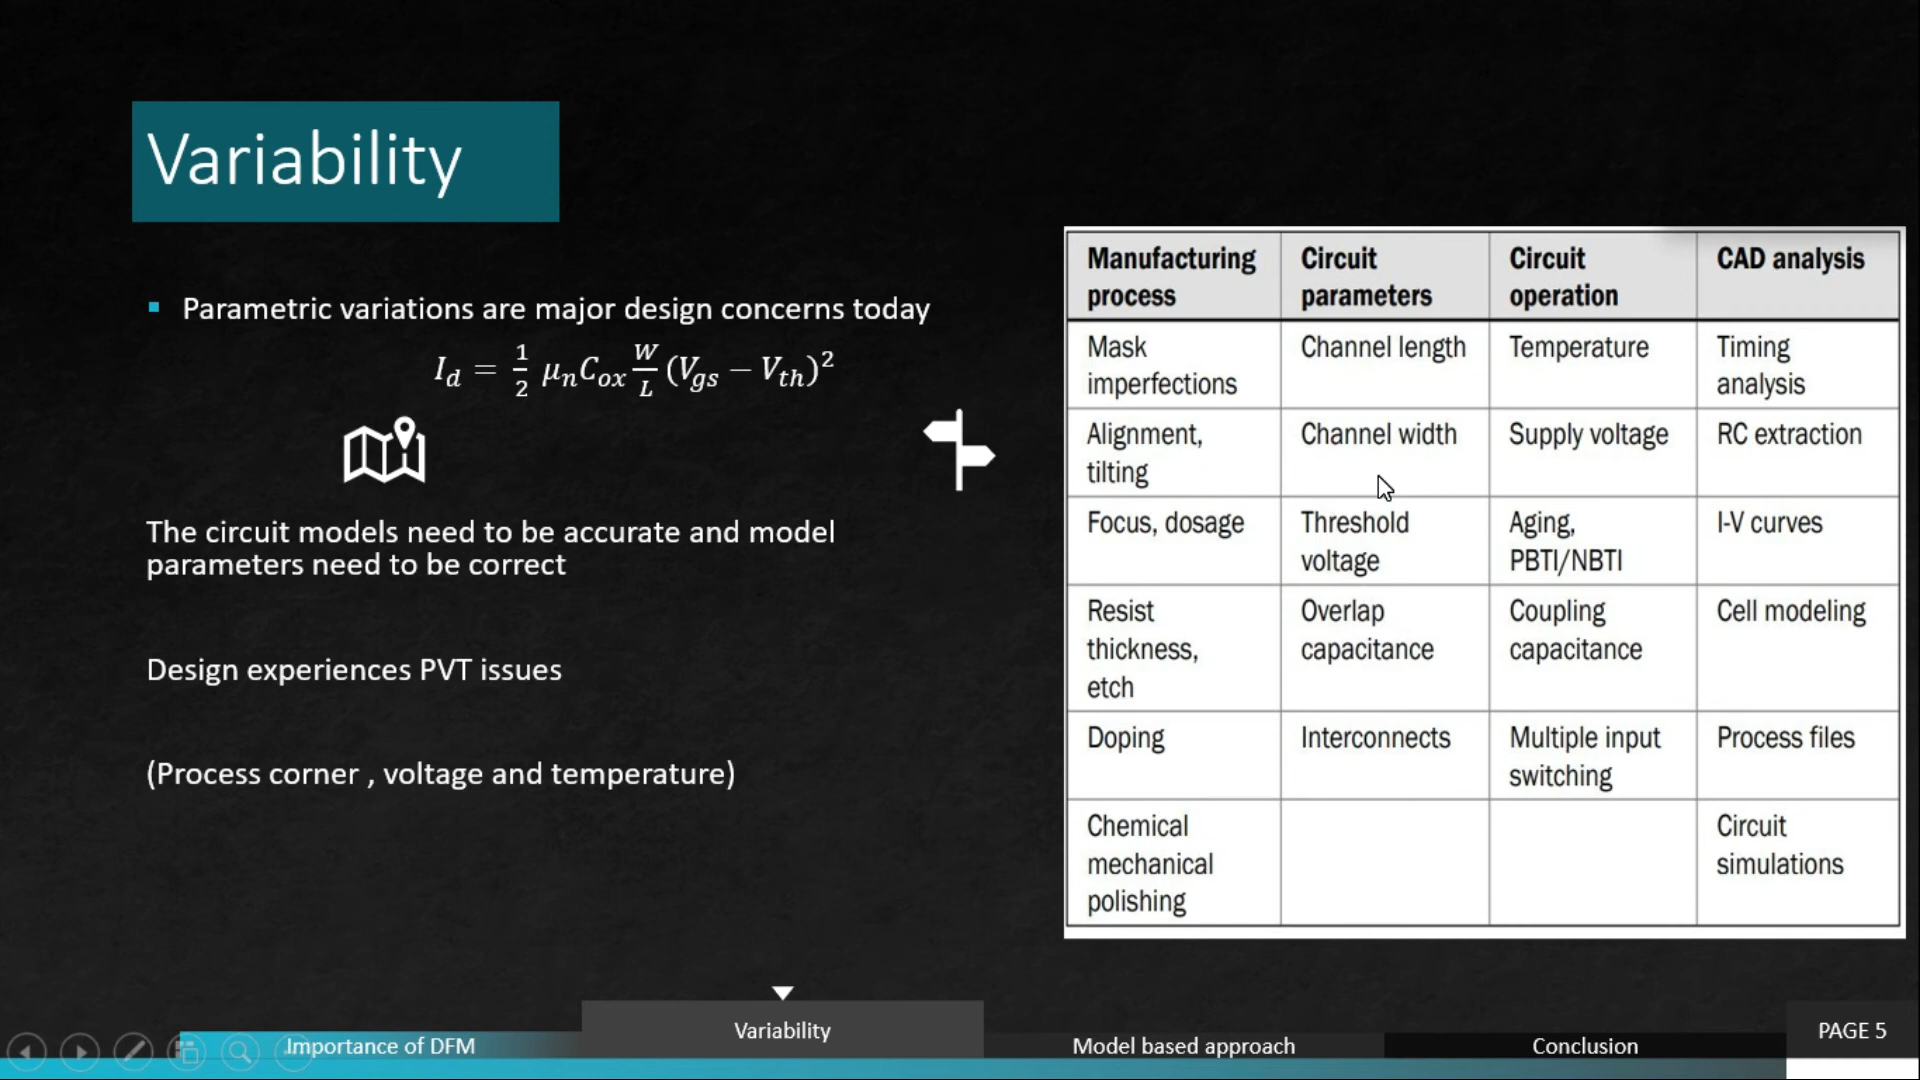 Variability
Parametric variations are major design concerns today
I_d = 1/2 μ_n C_ox W/L (V_gs − V_th)^2
The circuit models need to be accurate and model
parameters need to be correct
Design experiences PVT issues
(Process corner , voltage and temperature)
Manufacturing process	Circuit parameters	Circuit operation	CAD analysis
Mask imperfections	Channel length	Temperature	Timing analysis
Alignment, tilting	Channel width	Supply voltage	RC extraction
Focus, dosage	Threshold voltage	Aging, PBTI/NBTI	I-V curves
Resist thickness, etch	Overlap capacitance	Coupling capacitance	Cell modeling
Doping	Interconnects	Multiple input switching	Process files
Chemical mechanical polishing			Circuit simulations
Importance of DFM
Variability
Model based approach
Conclusion
PAGE 5